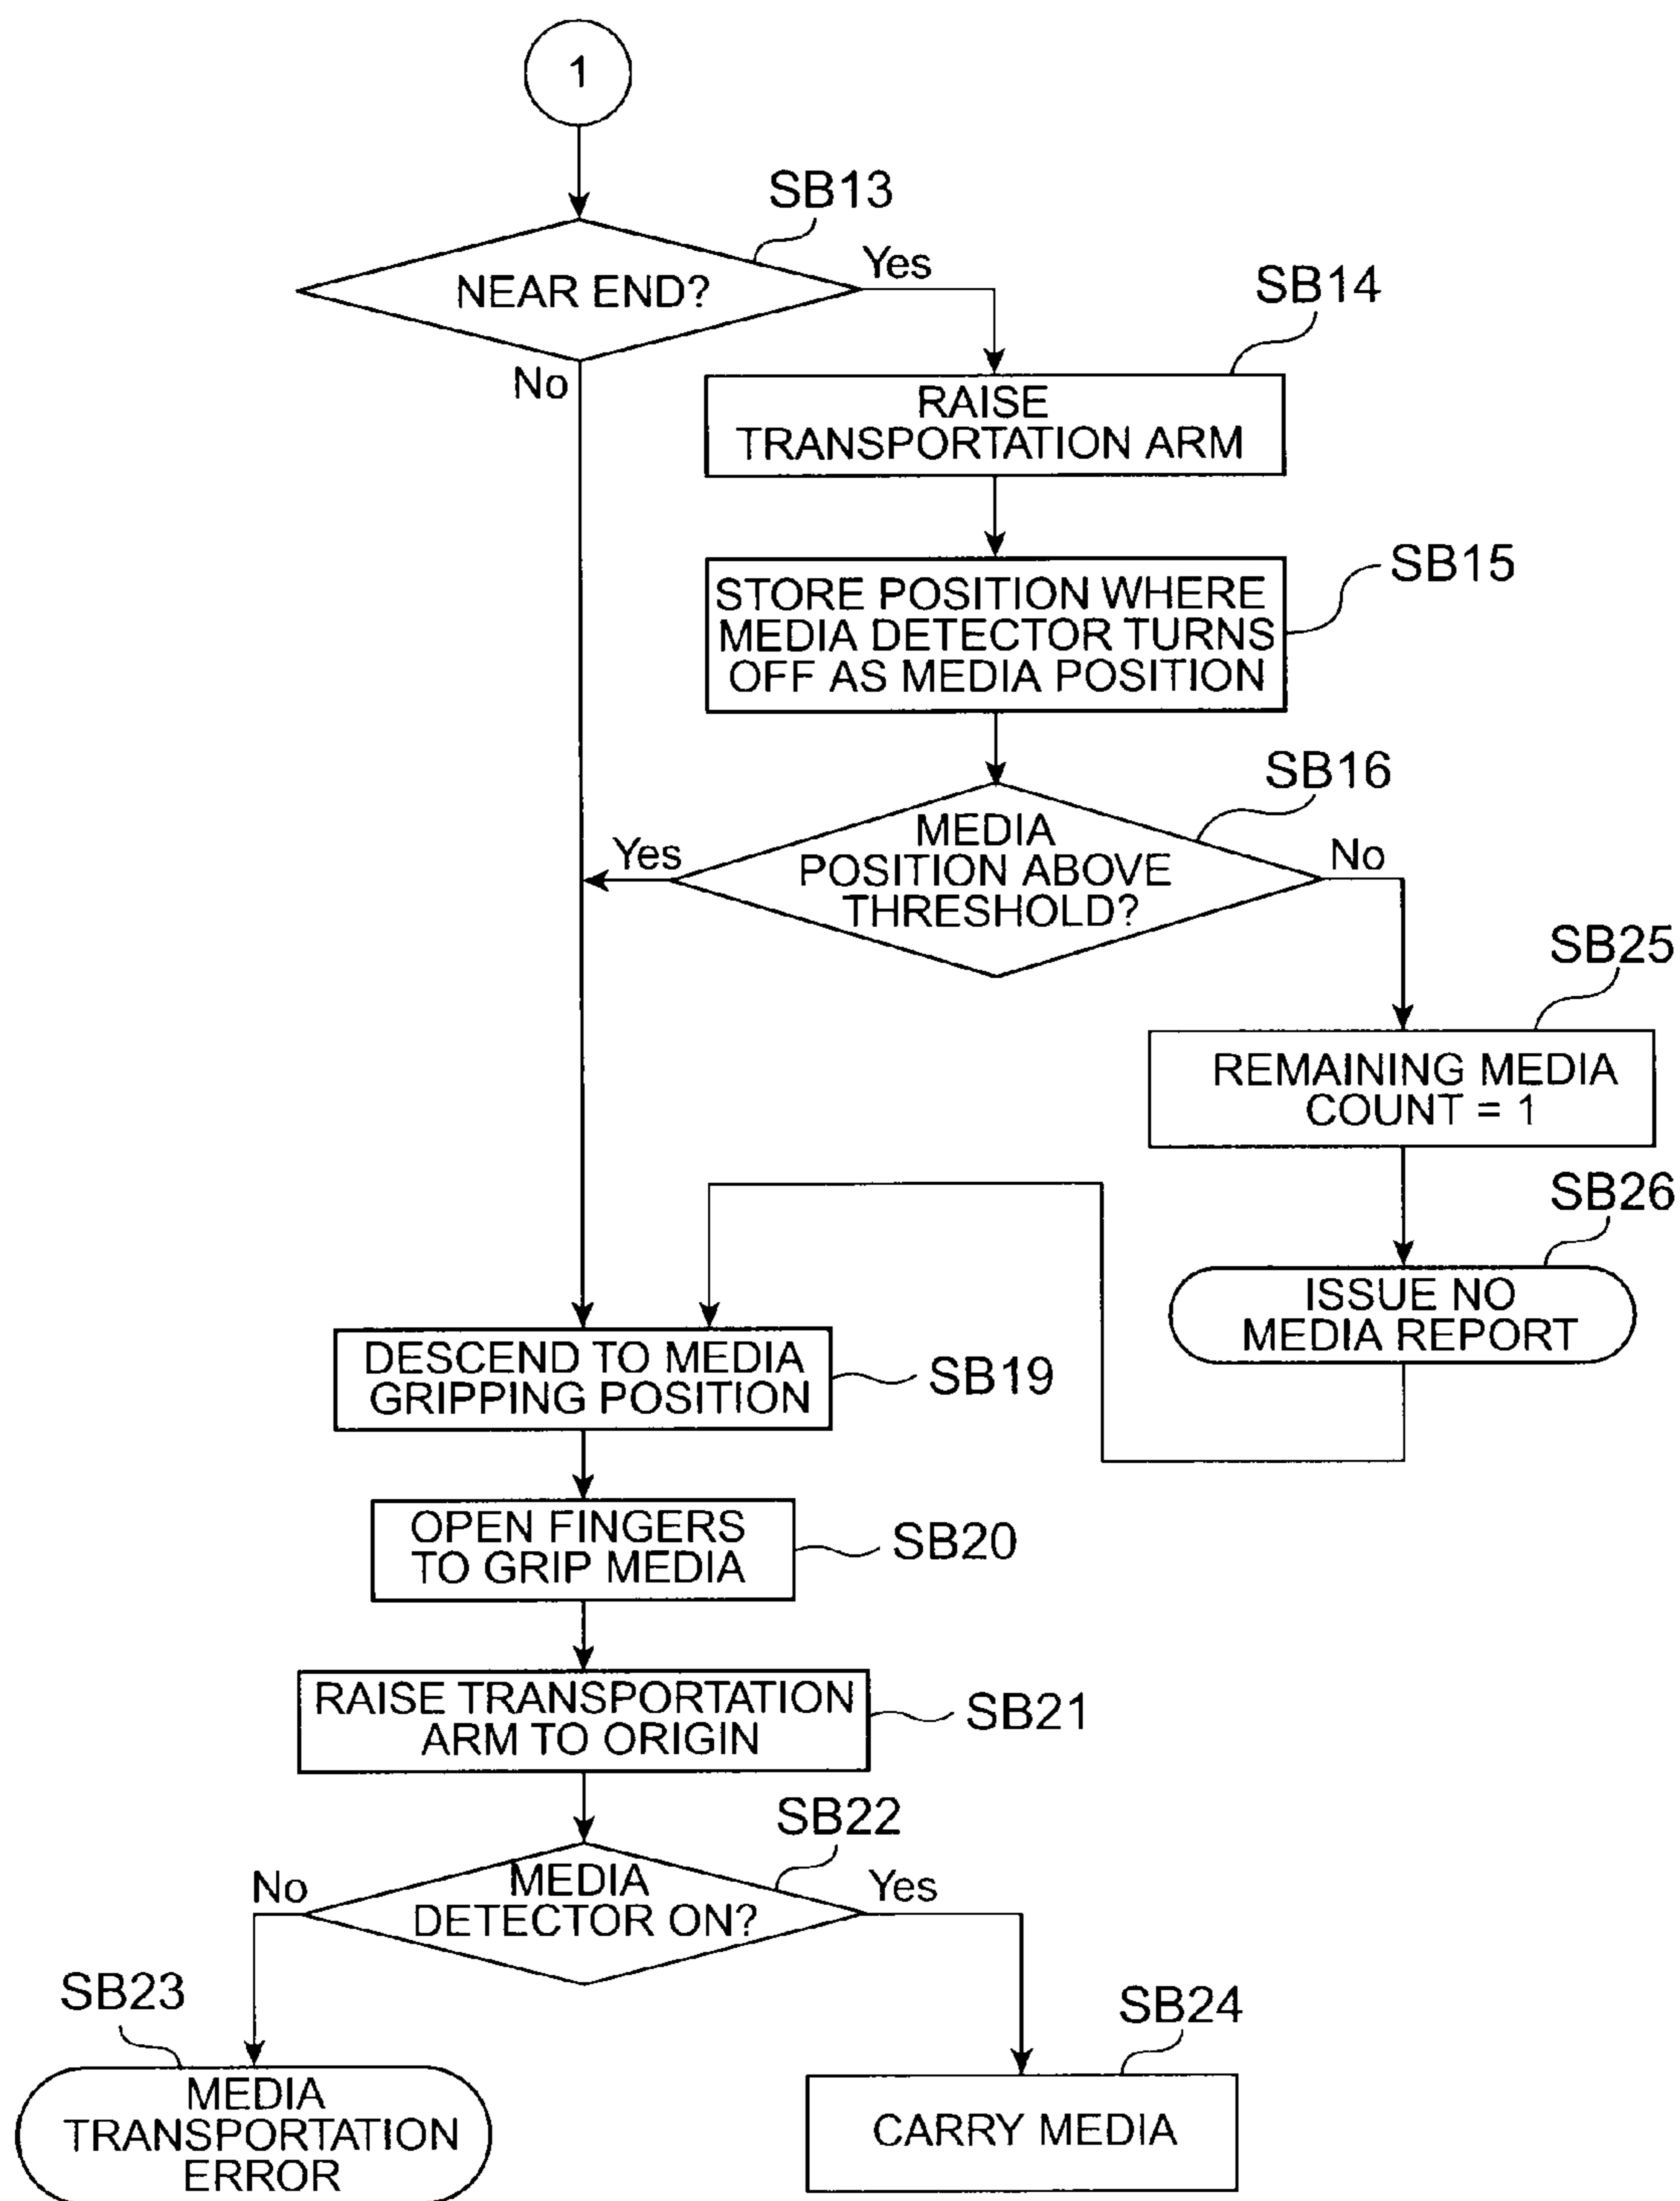 1
SB13
NEAR END?
Yes
No
SB14
RAISE
TRANSPORTATION ARM
SB15
STORE POSITION WHERE
MEDIA DETECTOR TURNS
OFF AS MEDIA POSITION
SB16
MEDIA
POSITION ABOVE
THRESHOLD?
Yes
No
SB25
REMAINING MEDIA
COUNT = 1
SB26
ISSUE NO
MEDIA REPORT
DESCEND TO MEDIA
GRIPPING POSITION
SB19
OPEN FINGERS
TO GRIP MEDIA
SB20
RAISE TRANSPORTATION
ARM TO ORIGIN
SB21
SB22
MEDIA
DETECTOR ON?
No
Yes
SB23
MEDIA
TRANSPORTATION
ERROR
SB24
CARRY MEDIA